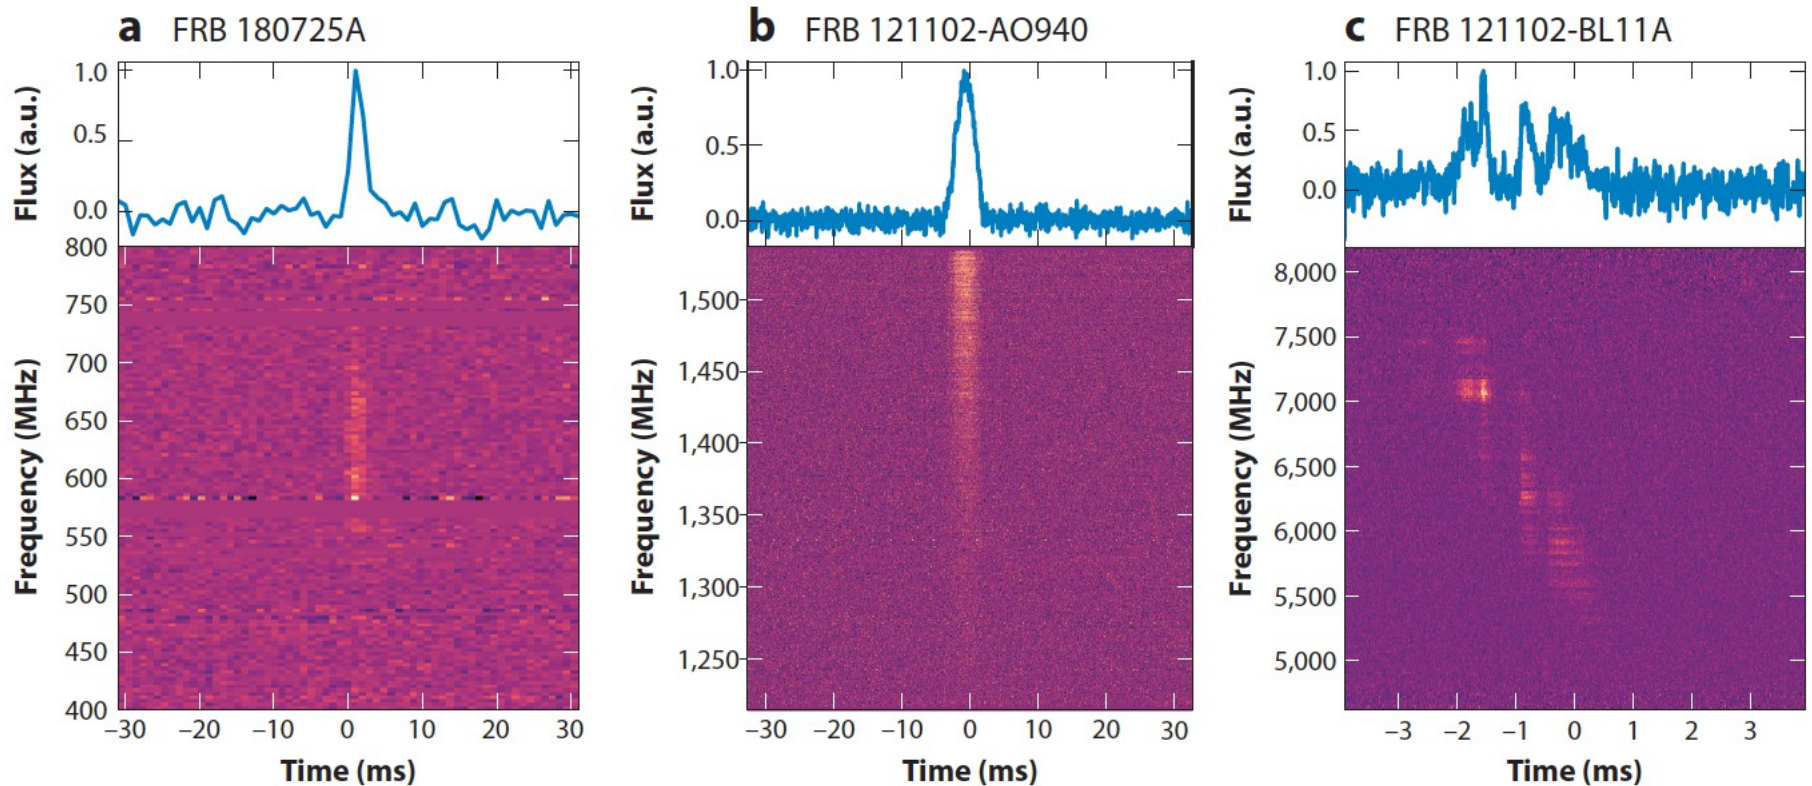 a FRB 180725A
Flux (a.u.)
1.0
0.5
0.0
Frequency (MHz)
800
750
700
650
600
550
500
450
400
–30 –20 –10 0 10 20 30
Time (ms)
b FRB 121102-AO940
Flux (a.u.)
1.0
0.5
0.0
Frequency (MHz)
1,500
1,450
1,400
1,350
1,300
1,250
–30 –20 –10 0 10 20 30
Time (ms)
c FRB 121102-BL11A
Flux (a.u.)
1.0
0.5
0.0
Frequency (MHz)
8,000
7,500
7,000
6,500
6,000
5,500
5,000
–3 –2 –1 0 1 2 3
Time (ms)